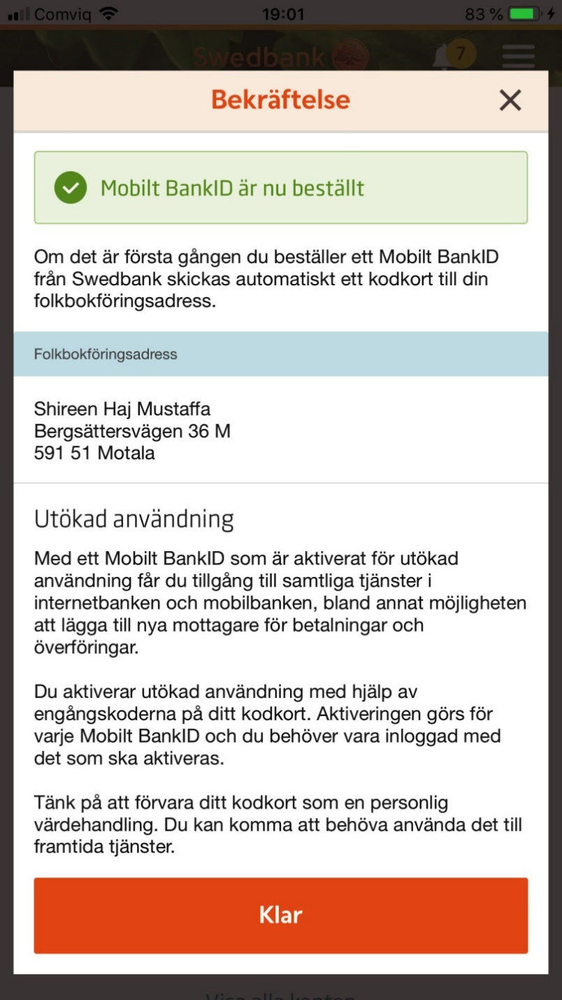 Comviq 19:01 83 %
Swedbank 7
Bekräftelse
Mobilt BankID är nu beställt
Om det är första gången du beställer ett Mobilt BankID
från Swedbank skickas automatiskt ett kodkort till din
folkbokföringsadress.
Folkbokföringsadress
Shireen Haj Mustaffa
Bergsättersvägen 36 M
591 51 Motala
Utökad användning
Med ett Mobilt BankID som är aktiverat för utökad
användning får du tillgång till samtliga tjänster i
internetbanken och mobilbanken, bland annat möjligheten
att lägga till nya mottagare för betalningar och
överföringar.
Du aktiverar utökad användning med hjälp av
engångskoderna på ditt kodkort. Aktiveringen görs för
varje Mobilt BankID och du behöver vara inloggad med
det som ska aktiveras.
Tänk på att förvara ditt kodkort som en personlig
värdehandling. Du kan komma att behöva använda det till
framtida tjänster.
Klar
Visa alla konton